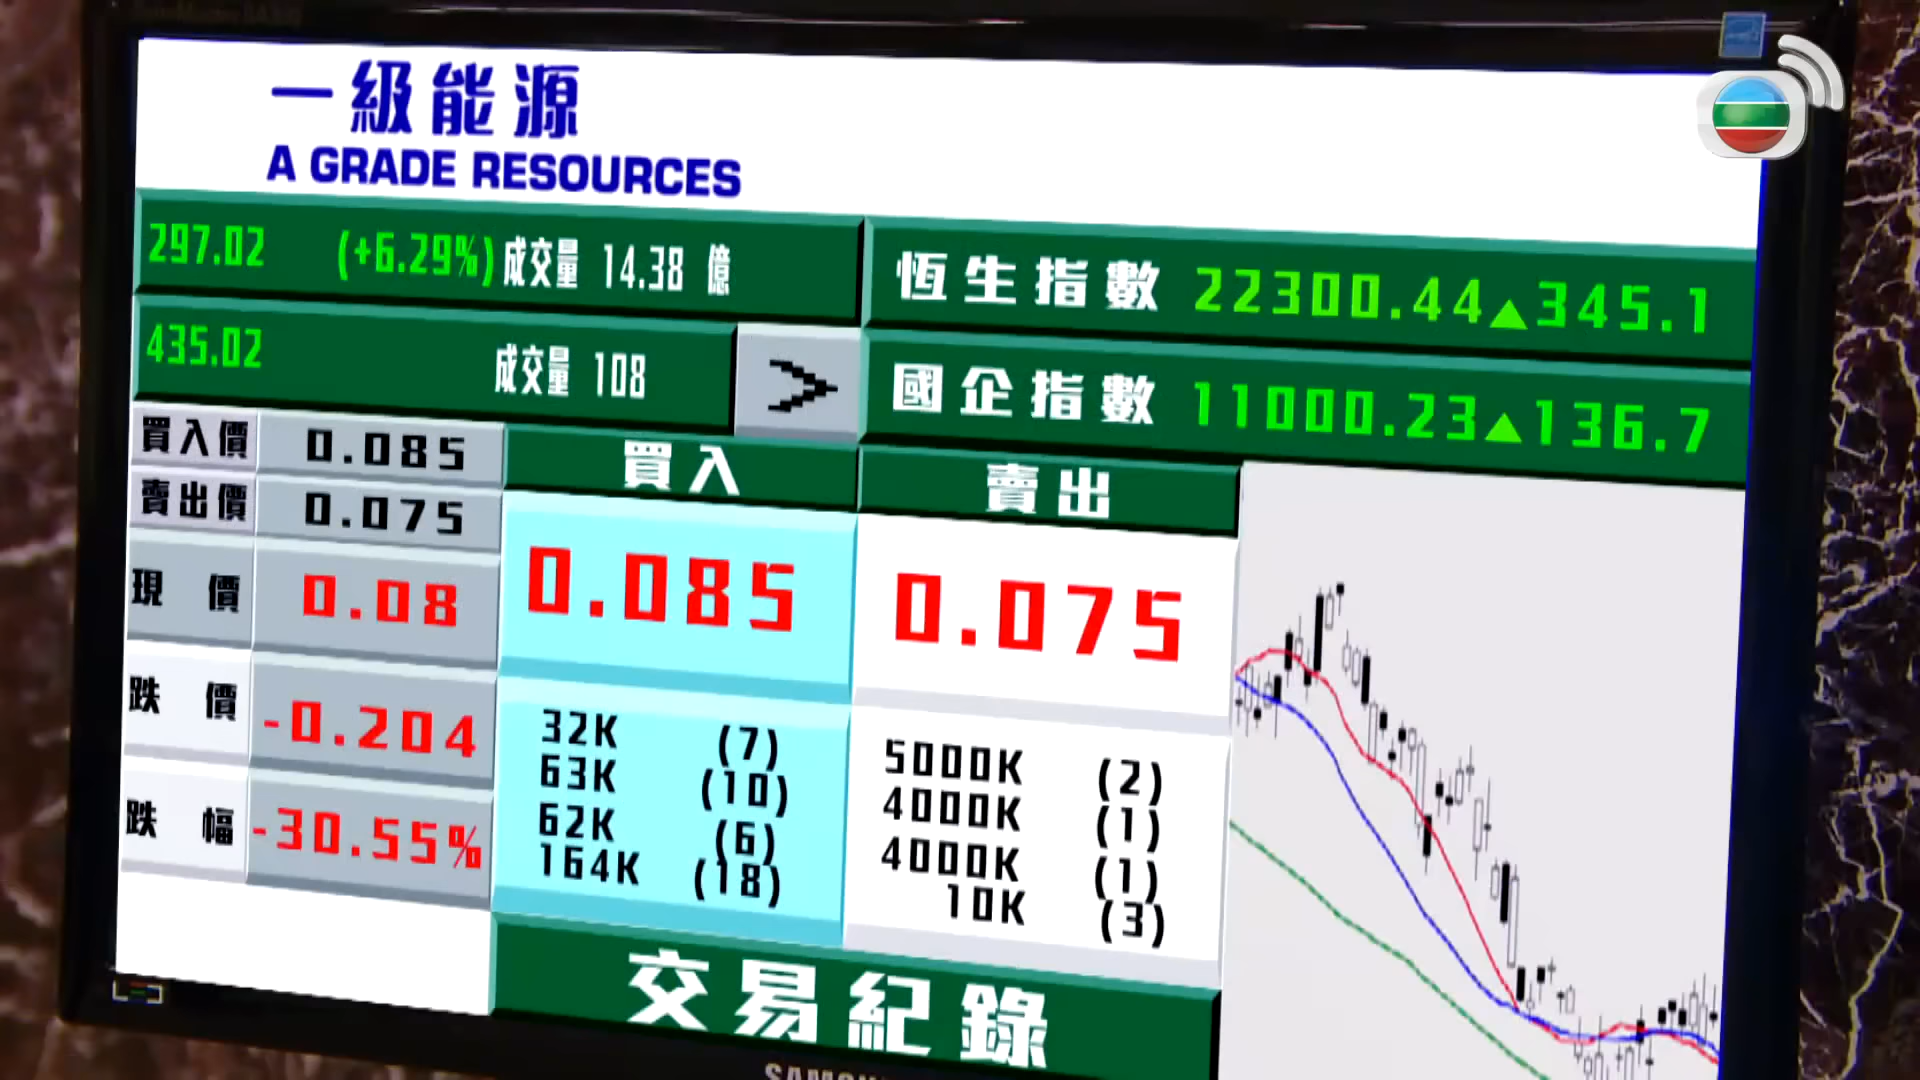 一級能源
A GRADE RESOURCES
297.02 (+6.29%) 成交量 14.38 億
恆生指數 22300.44▲345.1
435.02 成交量 108 >
國企指數 11000.23▲136.7
買入價 0.085
賣出價 0.075
現價 0.08
跌價 -0.204
跌幅 -30.55%
買入
0.085
32K (7)
63K (10)
62K (6)
164K (18)
賣出
0.075
5000K (2)
4000K (1)
4000K (1)
10K (3)
交易紀錄
LED